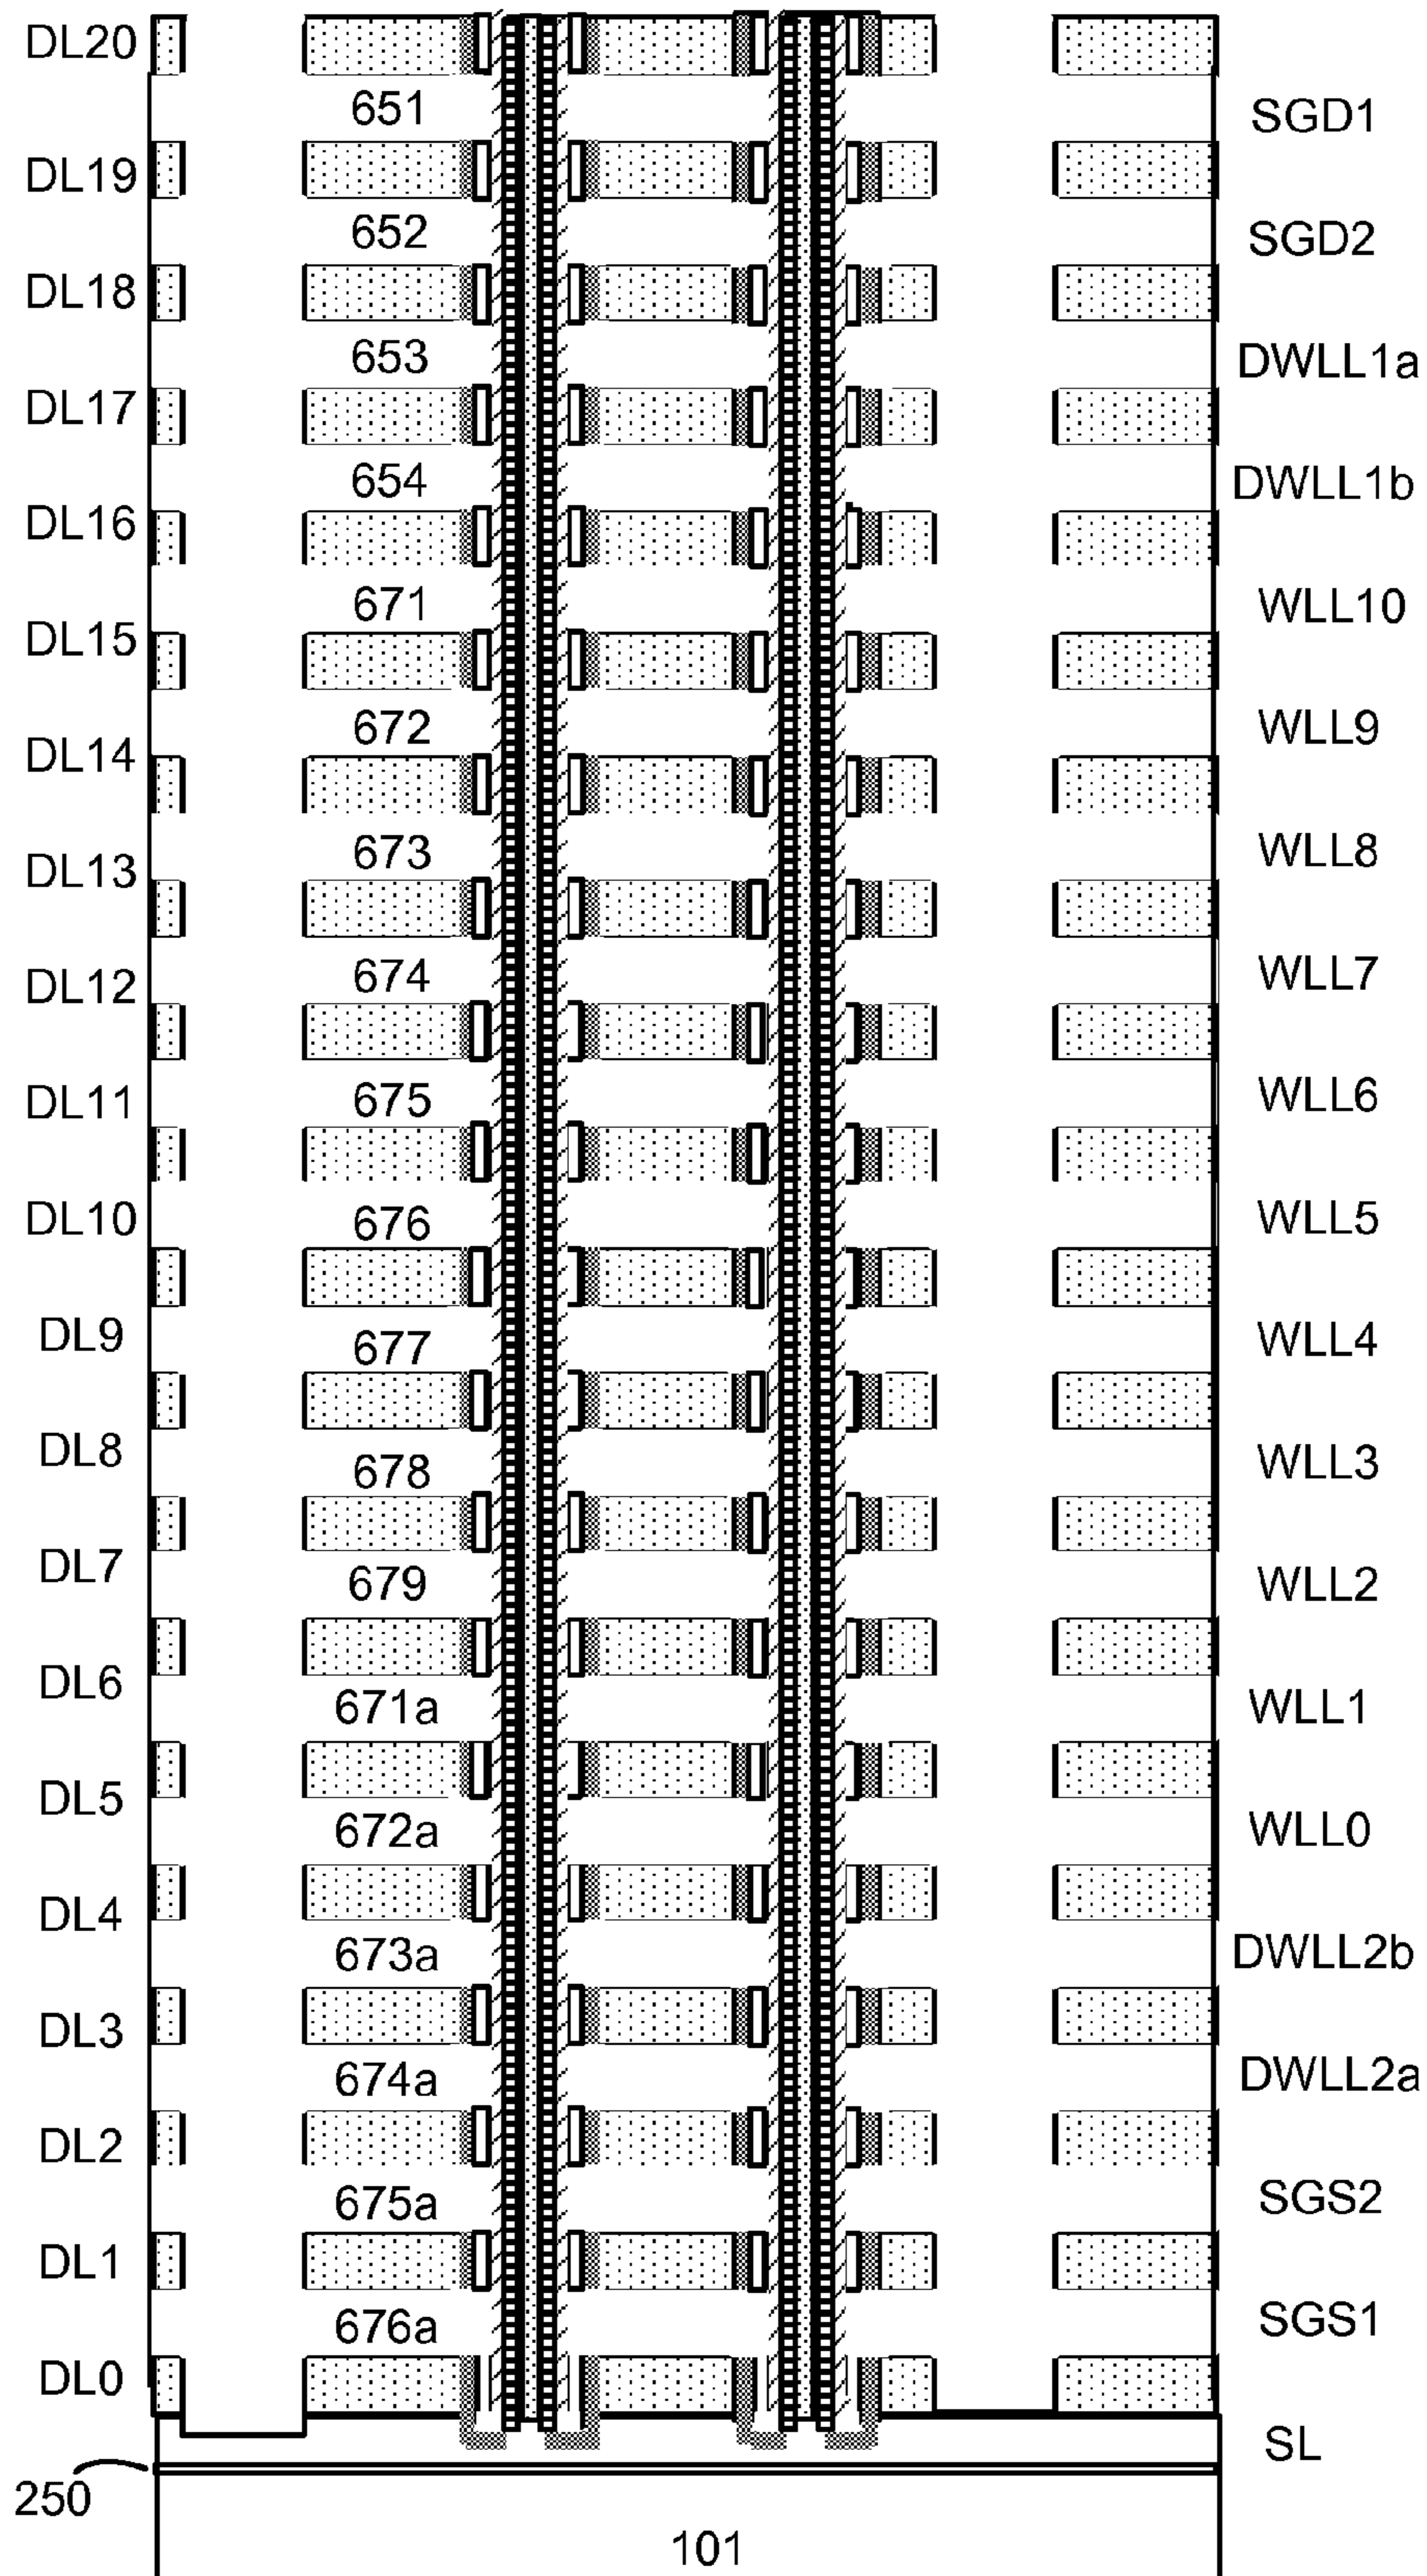 DL20
651
SGD1
DL19
652
SGD2
DL18
653
DWLL1a
DL17
654
DWLL1b
DL16
671
WLL10
DL15
672
WLL9
DL14
673
WLL8
DL13
674
WLL7
DL12
675
WLL6
DL11
676
WLL5
DL10
677
WLL4
DL9
678
WLL3
DL8
679
WLL2
DL7
671a
WLL1
DL6
672a
WLL0
DL5
673a
DWLL2b
DL4
674a
DWLL2a
DL3
675a
SGS2
DL2
676a
SGS1
DL1
DL0
SL
250
101